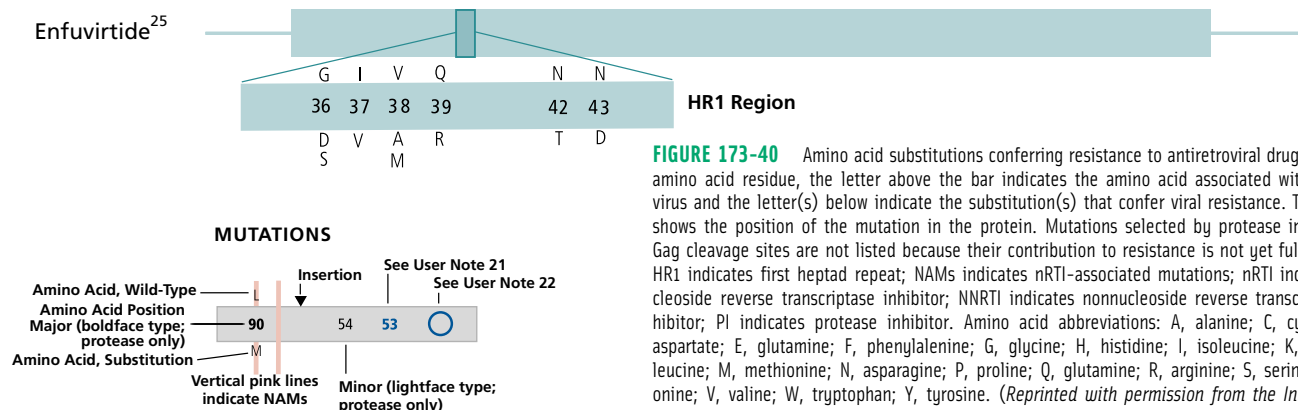 Enfuvirtide25
G I V Q N N
36 37 38 39 42 43
HR1 Region
D V A R T D
S M
FIGURE 173-40 Amino acid substitutions conferring resistance to antiretroviral drug
amino acid residue, the letter above the bar indicates the amino acid associated wit
virus and the letter(s) below indicate the substitution(s) that confer viral resistance. T
shows the position of the mutation in the protein. Mutations selected by protease in
Gag cleavage sites are not listed because their contribution to resistance is not yet ful
HR1 indicates first heptad repeat; NAMs indicates nRTI-associated mutations; nRTI ind
cleoside reverse transcriptase inhibitor; NNRTI indicates nonnucleoside reverse transc
hibitor; PI indicates protease inhibitor. Amino acid abbreviations: A, alanine; C, cy
aspartate; E, glutamine; F, phenylalenine; G, glycine; H, histidine; I, isoleucine; K,
leucine; M, methionine; N, asparagine; P, proline; Q, glutamine; R, arginine; S, serin
onine; V, valine; W, tryptophan; Y, tyrosine. (Reprinted with permission from the In
MUTATIONS
Insertion
See User Note 21
See User Note 22
Amino Acid, Wild-Type
L
Amino Acid Position
Major (boldface type;
protease only)
90 54 53
Amino Acid, Substitution
M
Vertical pink lines
indicate NAMs
Minor (lightface type;
protease only)